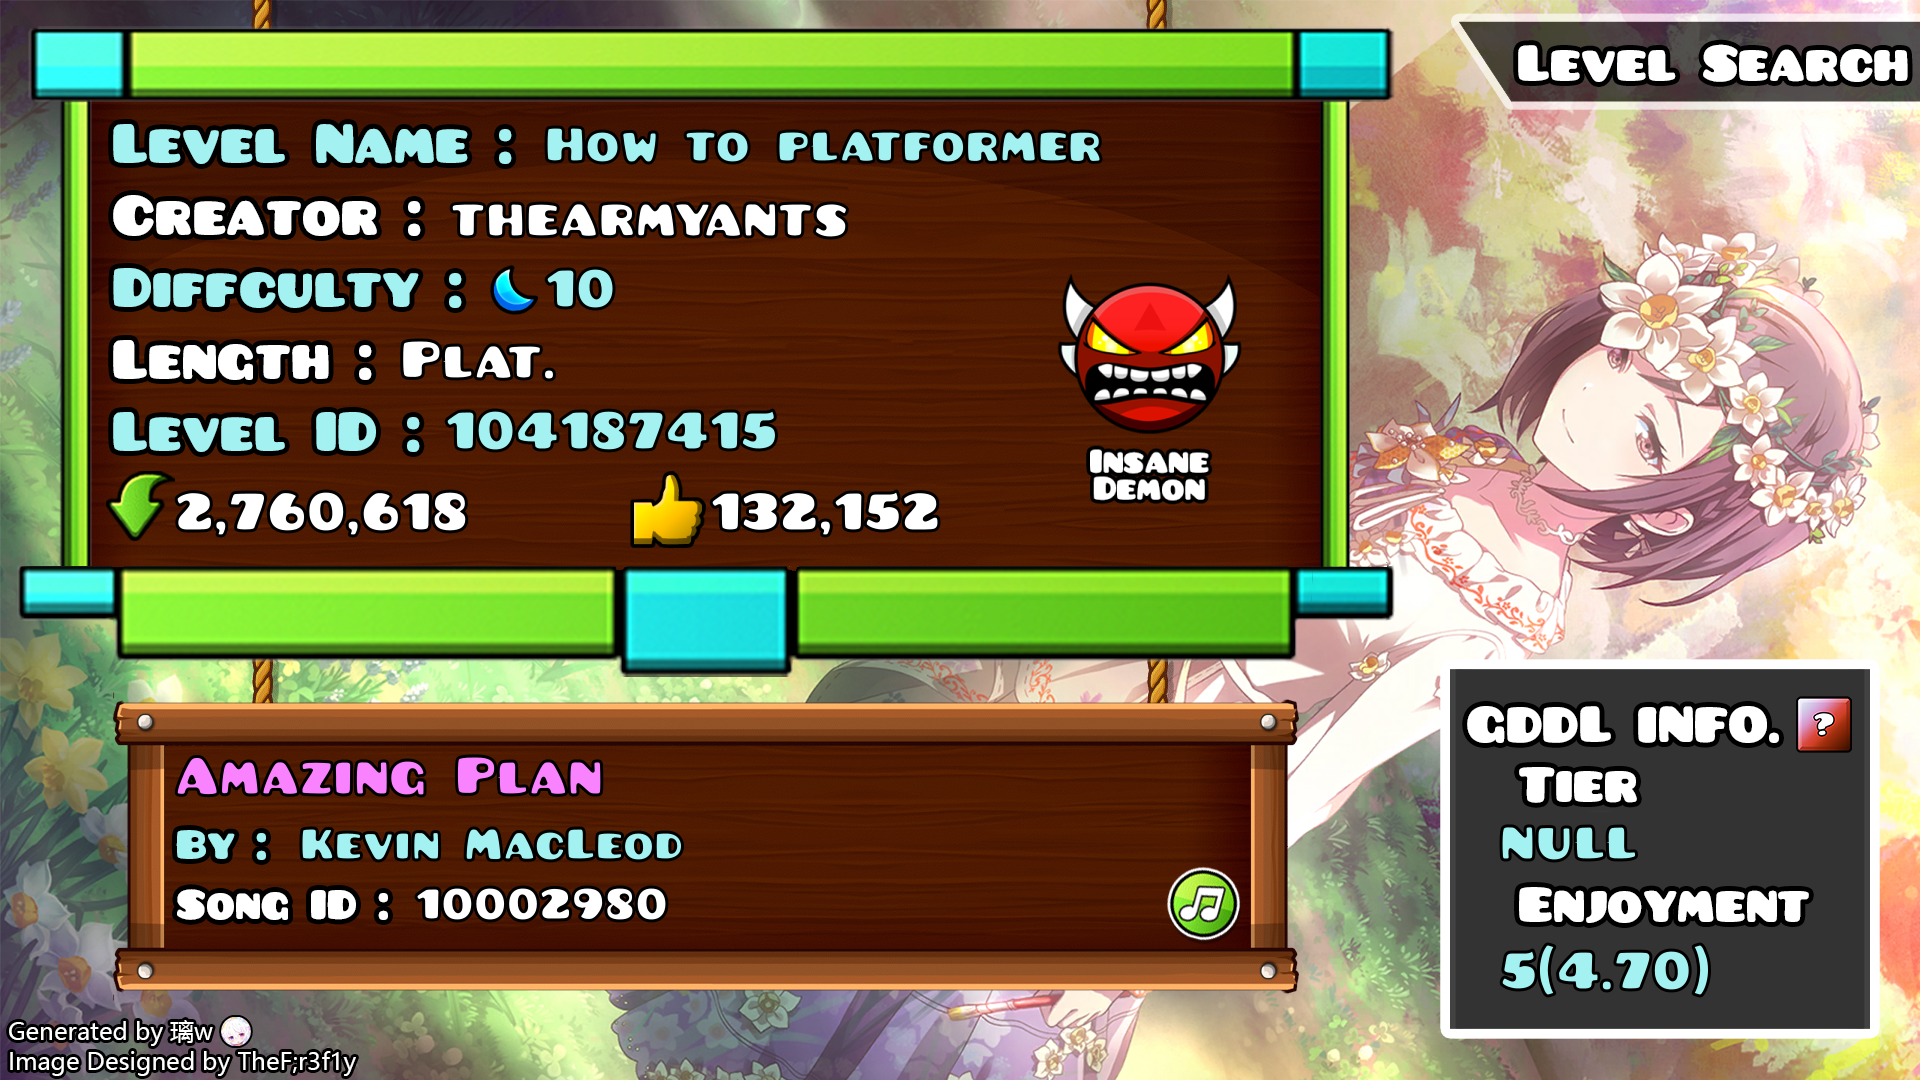 Level Search
Level Name : How to platformer
Creator : thearmyants
Diffculty : 10
Length : Plat.
Level ID : 104187415
2,760,618 132,152
Insane
Demon
Amazing Plan
By : Kevin MacLeod
Song ID : 10002980
GDDL Info. ?
Tier
Null
Enjoyment
5(4.70)
Generated by 璃w
Image Designed by TheF;r3f1y